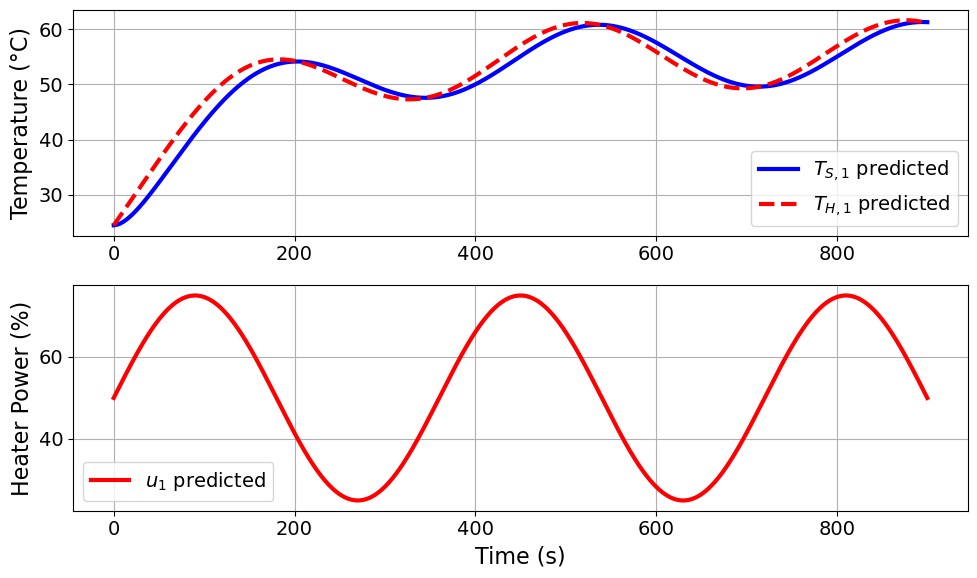 Temperature (°C)
60
50
40
30
T_{S,1} predicted
T_{H,1} predicted
0 200 400 600 800
Heater Power (%)
60
40
u_1 predicted
0 200 400 600 800
Time (s)